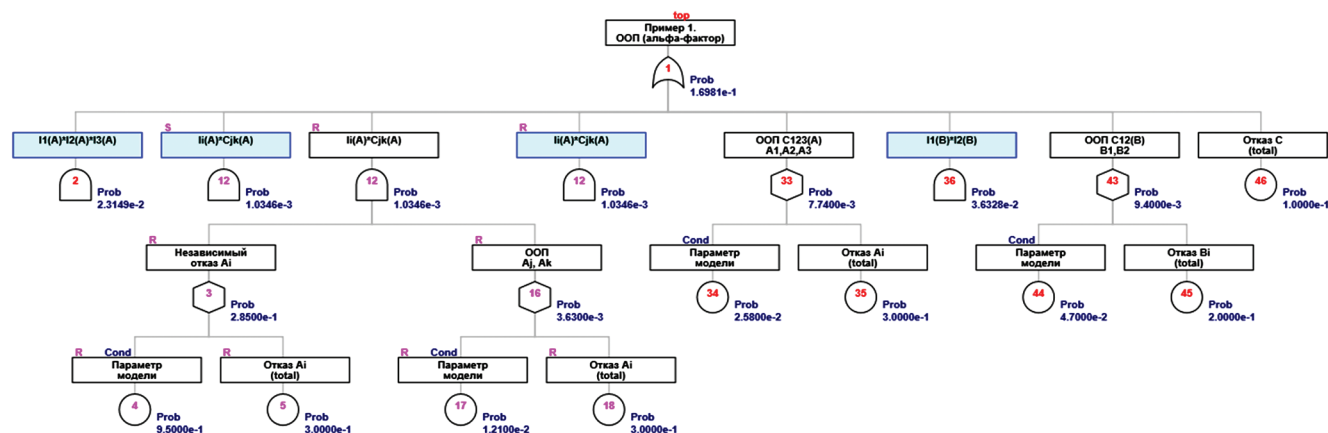 top
Пример 1.
ООП (альфа-фактор)
1
Prob
1.6981e-1
I1(A)*I2(A)*I3(A)
2
Prob
2.3149e-2
S
Ii(A)*Cjk(A)
12
Prob
1.0346e-3
R
Ii(A)*Cjk(A)
12
Prob
1.0346e-3
R
Ii(A)*Cjk(A)
12
Prob
1.0346e-3
ООП C123(A)
A1,A2,A3
33
Prob
7.7400e-3
I1(B)*I2(B)
36
Prob
3.6328e-2
ООП C12(B)
B1,B2
43
Prob
9.4000e-3
Отказ C
(total)
46
Prob
1.0000e-1
R
Независимый
отказ Ai
3
Prob
2.8500e-1
R
ООП
Aj, Ak
16
Prob
3.6300e-3
Cond
Параметр
модели
34
Prob
2.5800e-2
Отказ Ai
(total)
35
Prob
3.0000e-1
Cond
Параметр
модели
44
Prob
4.7000e-2
Отказ Bi
(total)
45
Prob
2.0000e-1
R
Cond
Параметр
модели
4
Prob
9.5000e-1
R
Отказ Ai
(total)
5
Prob
3.0000e-1
R
Cond
Параметр
модели
17
Prob
1.2100e-2
R
Отказ Ai
(total)
18
Prob
3.0000e-1